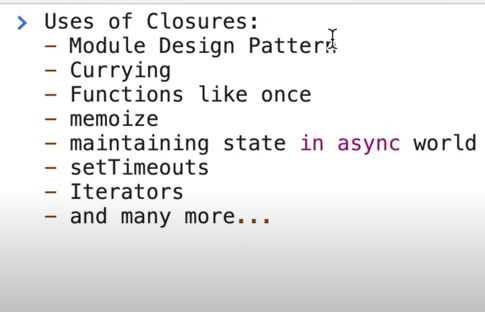 > Uses of Closures:
- Module Design Pattern
- Currying
- Functions like once
- memoize
- maintaining state in async world
- setTimeouts
- Iterators
- and many more...